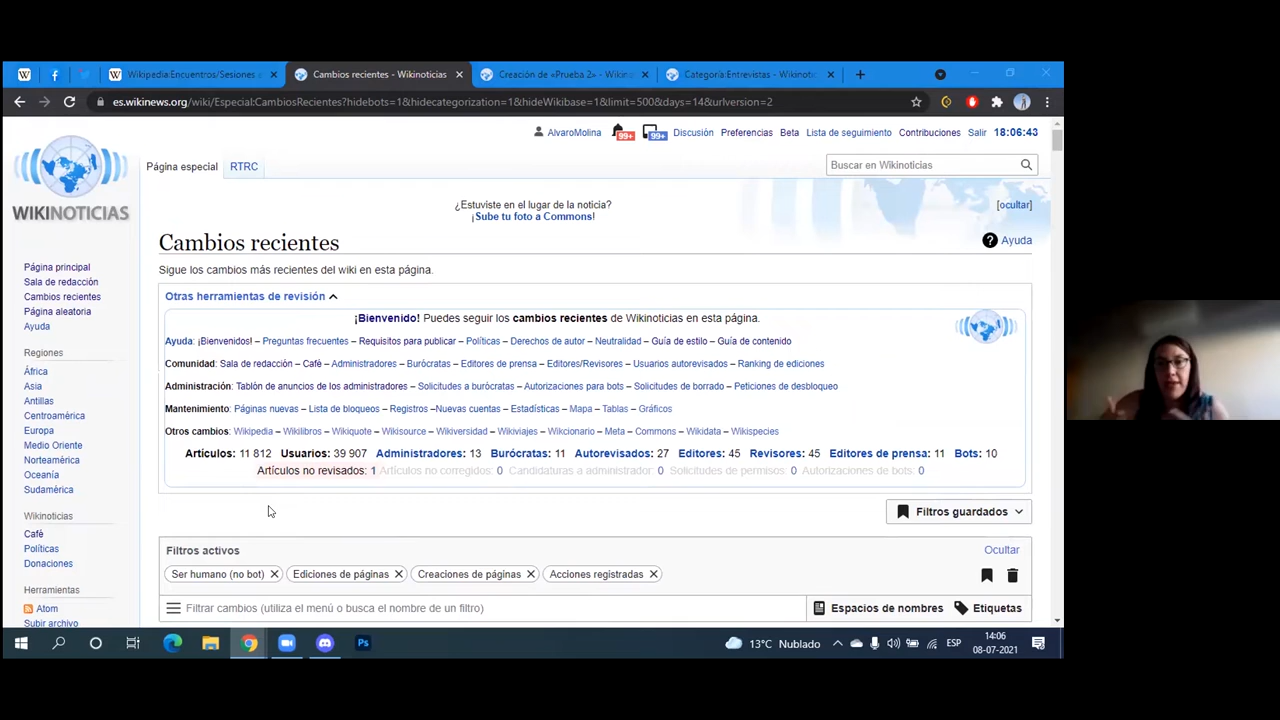 Wikipedia:Encuentros/Sesiones
Cambios recientes - Wikinoticias
Creación de «Prueba 2» - Wikin
Categoría:Entrevistas - Wikinotic
es.wikinews.org/wiki/Especial:CambiosRecientes?hidebots=1&hidecategorization=1&hideWikibase=1&limit=500&days=14&urlversion=2
AlvaroMolina 99+ 99+ Discusión Preferencias Beta Lista de seguimiento Contribuciones Salir 18:06:43
Página especial RTRC
Buscar en Wikinoticias
WIKINOTICIAS
¿Estuviste en el lugar de la noticia? [ocultar]
¡Sube tu foto a Commons!
Cambios recientes
Ayuda
Sigue los cambios más recientes del wiki en esta página.
Otras herramientas de revisión
¡Bienvenido! Puedes seguir los cambios recientes de Wikinoticias en esta página.
Ayuda: ¡Bienvenidos! – Preguntas frecuentes – Requisitos para publicar – Políticas – Derechos de autor – Neutralidad – Guía de estilo – Guía de contenido
Comunidad: Sala de redacción – Café – Administradores – Burócratas – Editores de prensa – Editores/Revisores – Usuarios autorevisados – Ranking de ediciones
Administración: Tablón de anuncios de los administradores – Solicitudes a burócratas – Autorizaciones para bots – Solicitudes de borrado – Peticiones de desbloqueo
Mantenimiento: Páginas nuevas – Lista de bloqueos – Registros –Nuevas cuentas – Estadísticas – Mapa – Tablas – Gráficos
Otros cambios: Wikipedia – Wikilibros – Wikiquote – Wikisource – Wikiversidad – Wikiviajes – Wikcionario – Meta – Commons – Wikidata – Wikispecies
Artículos: 11 812 Usuarios: 39 907 Administradores: 13 Burócratas: 11 Autorevisados: 27 Editores: 45 Revisores: 45 Editores de prensa: 11 Bots: 10
Artículos no revisados: 1 Artículos no corregidos: 0 Candidaturas a administrador: 0 Solicitudes de permisos: 0 Autorizaciones de bots: 0
Filtros guardados
Filtros activos
Ocultar
Ser humano (no bot) Ediciones de páginas Creaciones de páginas Acciones registradas
Filtrar cambios (utiliza el menú o busca el nombre de un filtro)
Espacios de nombres Etiquetas
Página principal
Sala de redacción
Cambios recientes
Página aleatoria
Ayuda
Regiones
África
Asia
Antillas
Centroamérica
Europa
Medio Oriente
Norteamérica
Oceanía
Sudamérica
Wikinoticias
Café
Políticas
Donaciones
Herramientas
Atom
Subir archivo
13°C Nublado
ESP
14:06
08-07-2021